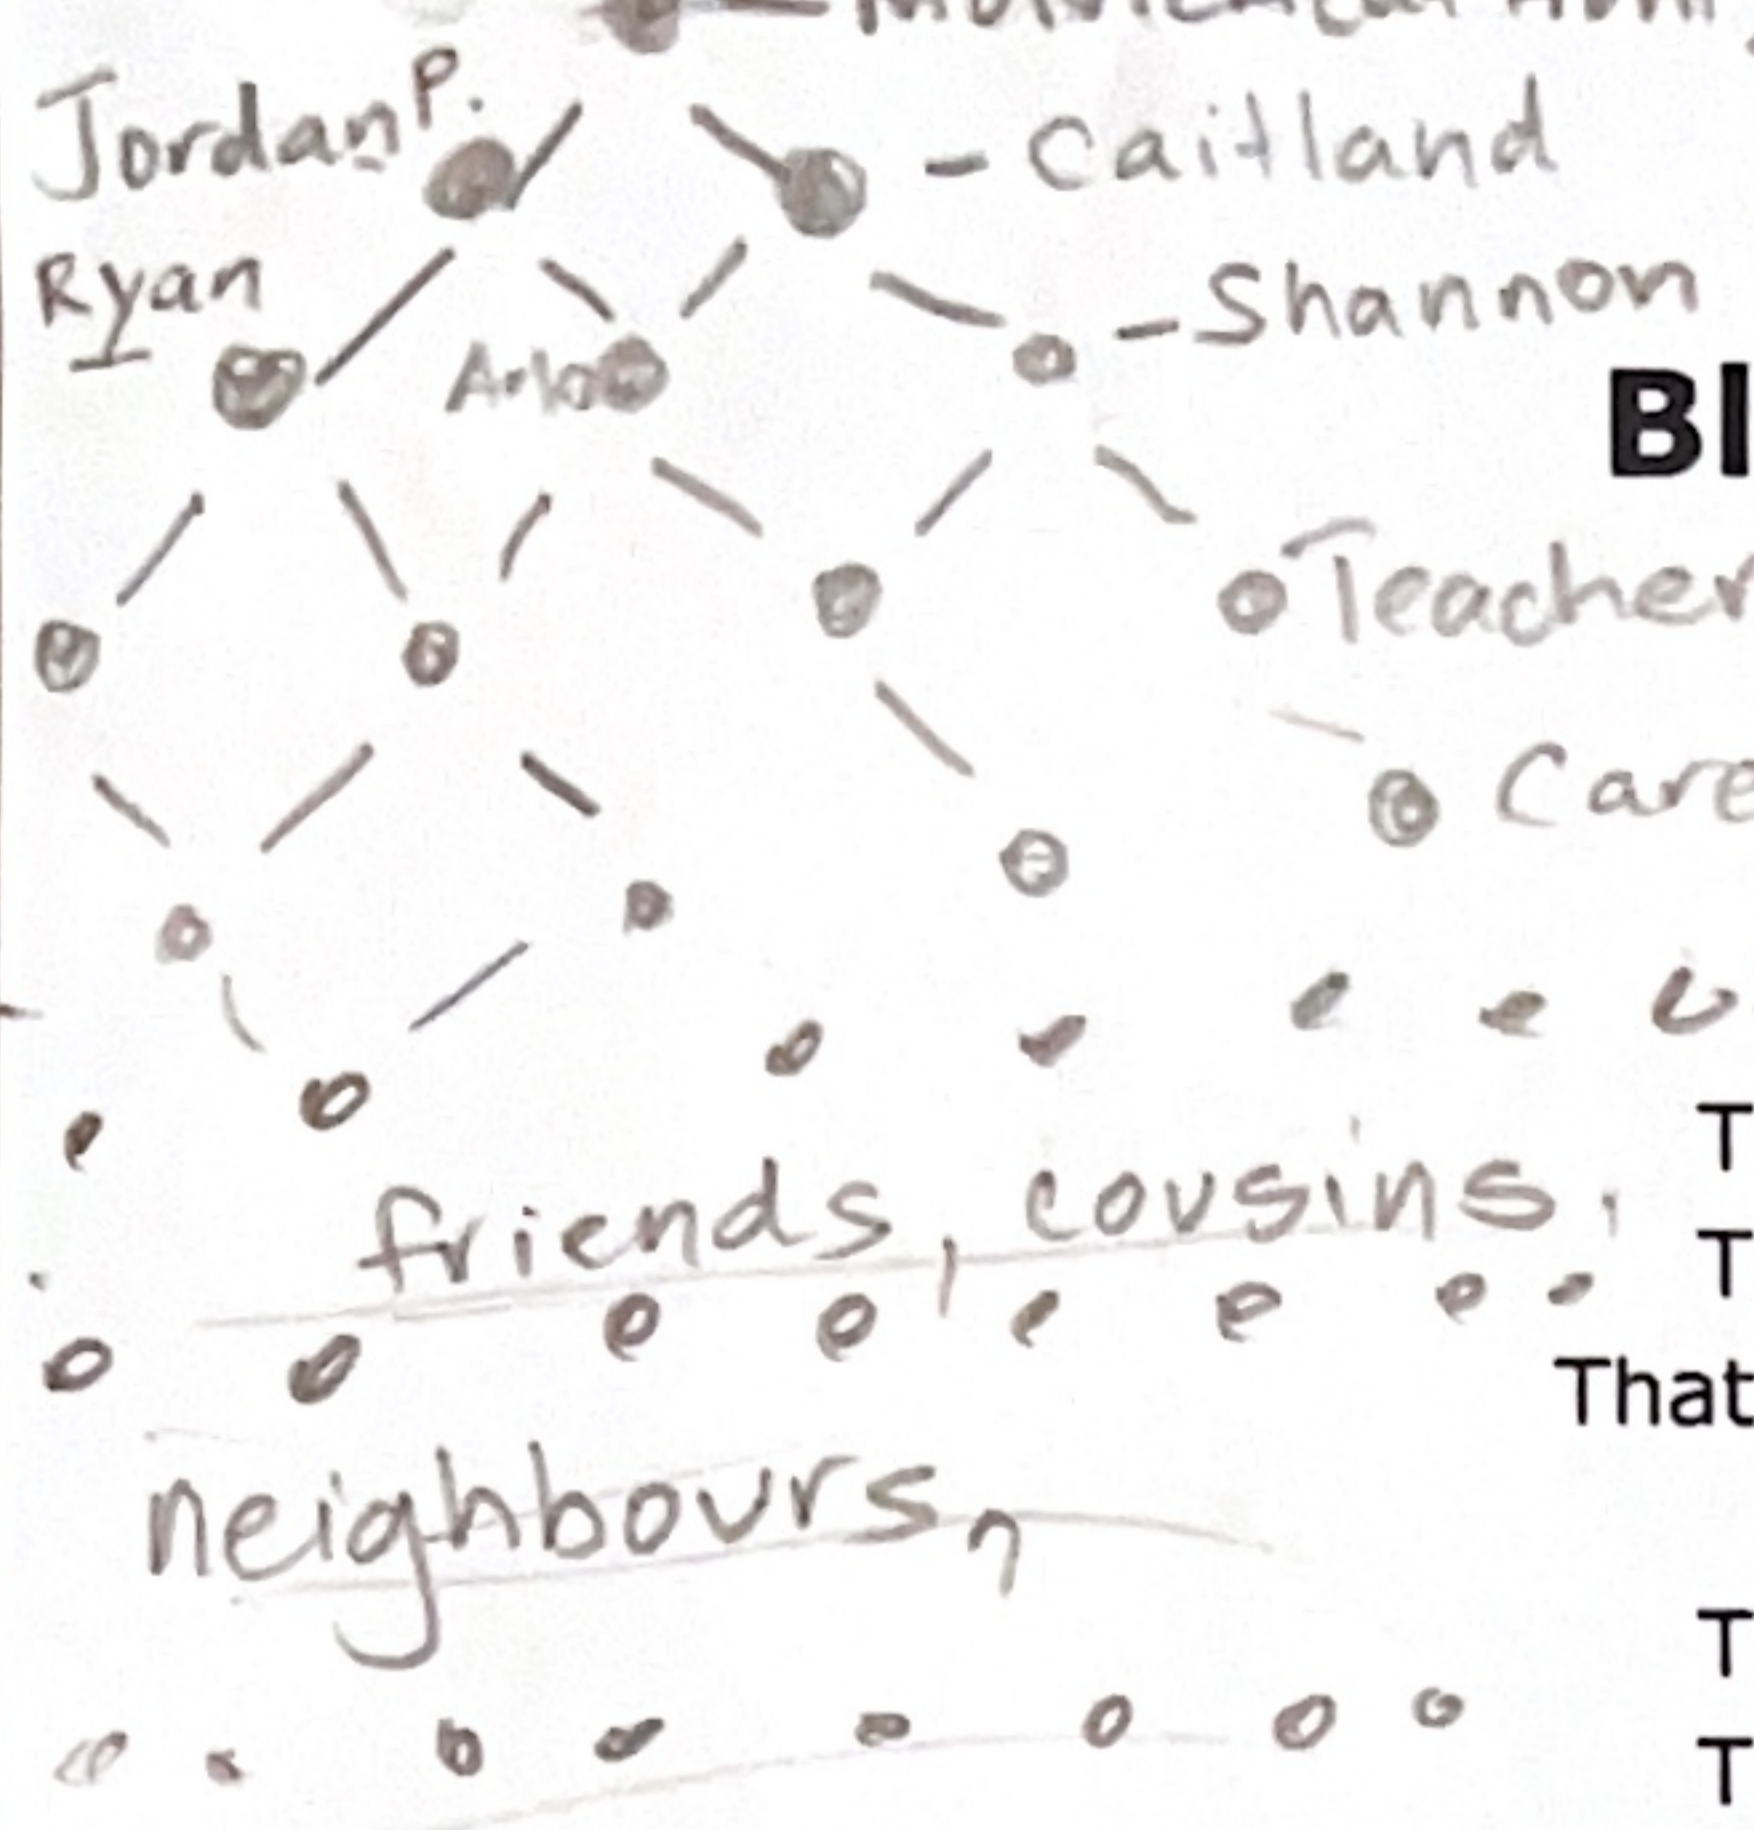 Jordan P.
- Caitland
Ryan
- Shannon
Arlo
Bl
Teacher
Care
T
friends, cousins,
T
That
neighbours,
T
T